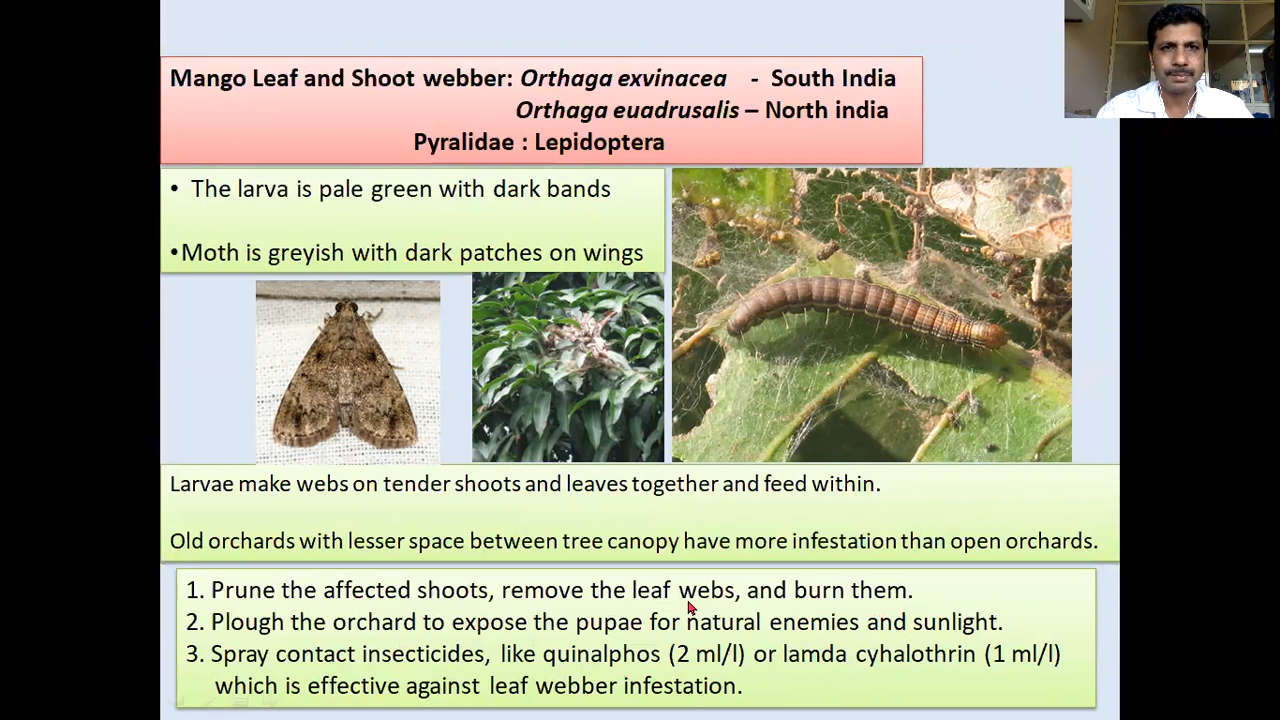 Mango Leaf and Shoot webber: Orthaga exvinacea - South India
Orthaga euadrusalis – North india
Pyralidae : Lepidoptera
• The larva is pale green with dark bands
•Moth is greyish with dark patches on wings
Larvae make webs on tender shoots and leaves together and feed within.
Old orchards with lesser space between tree canopy have more infestation than open orchards.
1. Prune the affected shoots, remove the leaf webs, and burn them.
2. Plough the orchard to expose the pupae for natural enemies and sunlight.
3. Spray contact insecticides, like quinalphos (2 ml/l) or lamda cyhalothrin (1 ml/l)
which is effective against leaf webber infestation.